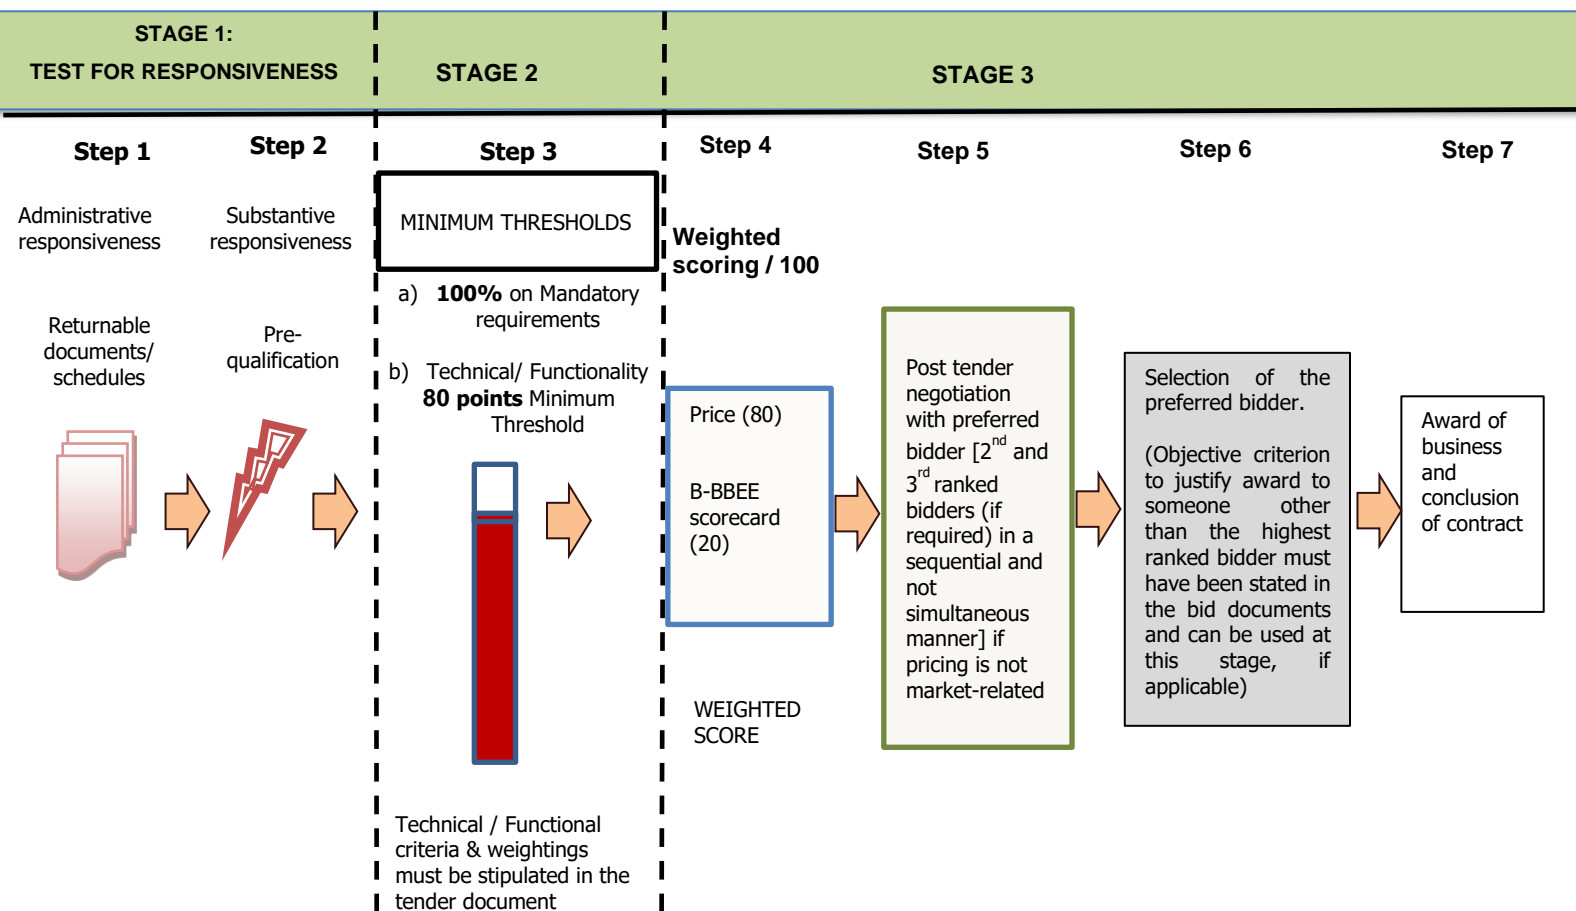 STAGE 1:
TEST FOR RESPONSIVENESS
STAGE 2
STAGE 3
Step 1
Step 2
Step 3
Step 4
Step 5
Step 6
Step 7
Administrative
responsiveness
Returnable
documents/
schedules
Substantive
responsiveness
Pre-
qualification
MINIMUM THRESHOLDS
a) 100% on Mandatory
requirements
b) Technical/ Functionality
80 points Minimum
Threshold
Technical / Functional
criteria & weightings
must be stipulated in the
tender document
Weighted
scoring / 100
Price (80)
B-BBEE
scorecard
(20)
WEIGHTED
SCORE
Post tender
negotiation
with preferred
bidder [2nd and
3rd ranked
bidders (if
required) in a
sequential and
not
simultaneous
manner] if
pricing is not
market-related
Selection of the
preferred bidder.
(Objective criterion
to justify award to
someone other
than the highest
ranked bidder must
have been stated in
the bid documents
and can be used at
this stage, if
applicable)
Award of
business
and
conclusion
of contract